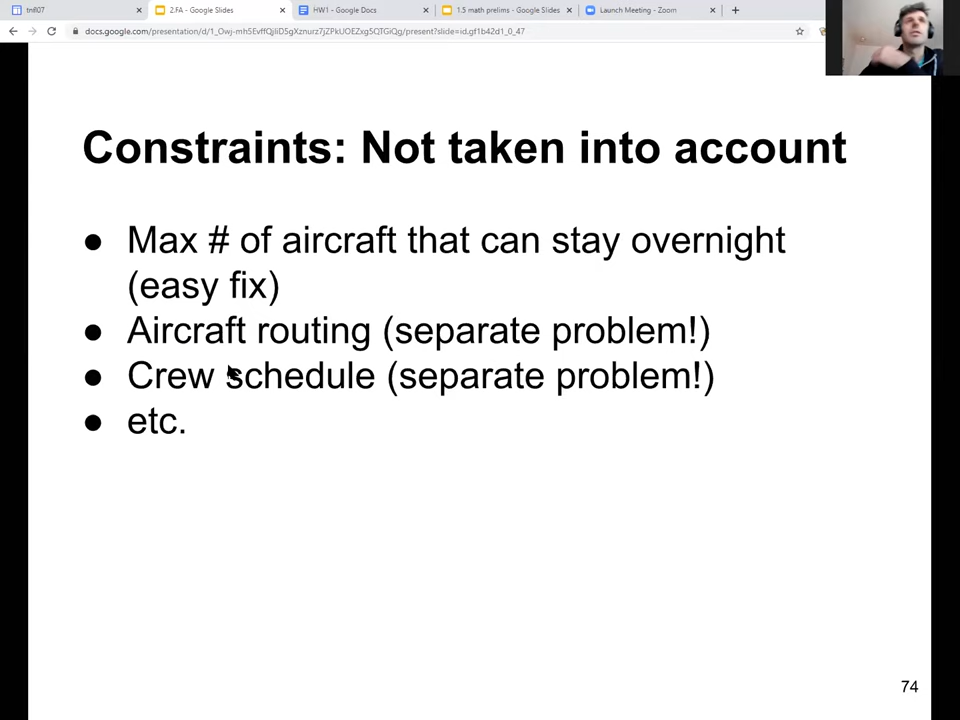 tnfl07
2.FA - Google Slides
HW1 - Google Docs
1.5 math prelims - Google Slides
Launch Meeting - Zoom
docs.google.com/presentation/d/1_Owj-mh5EvffQjliD5gXznurz7jZPkUOEZxg5QTGiQg/present?slide=id.gf1b42d1_0_47
Constraints: Not taken into account
● Max # of aircraft that can stay overnight
(easy fix)
● Aircraft routing (separate problem!)
● Crew schedule (separate problem!)
● etc.
74